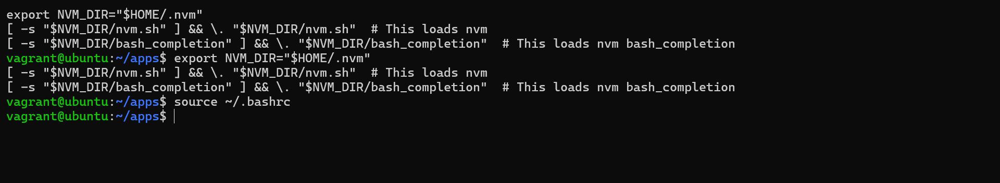 export NVM_DIR="$HOME/.nvm"
[ -s "$NVM_DIR/nvm.sh" ] && \. "$NVM_DIR/nvm.sh"  # This loads nvm
[ -s "$NVM_DIR/bash_completion" ] && \. "$NVM_DIR/bash_completion"  # This loads nvm bash_completion
vagrant@ubuntu:~/apps$ export NVM_DIR="$HOME/.nvm"
[ -s "$NVM_DIR/nvm.sh" ] && \. "$NVM_DIR/nvm.sh"  # This loads nvm
[ -s "$NVM_DIR/bash_completion" ] && \. "$NVM_DIR/bash_completion"  # This loads nvm bash_completion
vagrant@ubuntu:~/apps$ source ~/.bashrc
vagrant@ubuntu:~/apps$